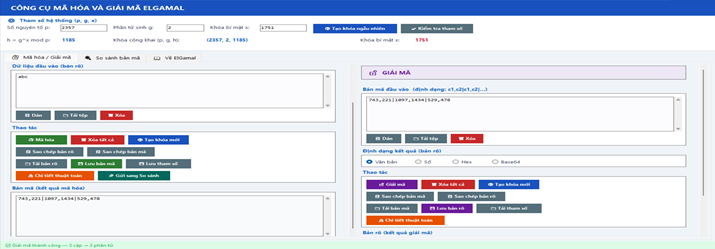 CÔNG CỤ MÃ HÓA VÀ GIẢI MÃ ELGAMAL
Tham số hệ thống (p, g, x)
Số nguyên tố p: 2357 Phần tử sinh g: 2 Khóa bí mật x: 1751 Tạo khóa ngẫu nhiên Kiểm tra tham số
h = g^x mod p: 1185 Khóa công khai (p, g, h): (2357, 2, 1185) Khóa bí mật x: 1751
Mã hóa / Giải mã So sánh bản mã Về ElGamal
Dữ liệu đầu vào (bản rõ)
abc
Dán Tải tệp Xóa
Thao tác
Mã hóa Xóa tất cả Tạo khóa mới
Sao chép bản rõ Sao chép bản mã
Tải bản rõ Lưu bản mã Lưu tham số
Chi tiết thuật toán Gửi sang So sánh
Bản mã (kết quả mã hóa)
743,221|1097,1434|529,478
GIẢI MÃ
Bản mã đầu vào (định dạng: c1,c2|c1,c2|...)
743,221|1097,1434|529,478
Dán Tải tệp Xóa
Định dạng kết quả (bản rõ)
Văn bản Số Hex Base64
Thao tác
Giải mã Xóa tất cả Tạo khóa mới
Sao chép bản mã Sao chép bản rõ
Tải bản mã Lưu bản rõ Tải tham số
Chi tiết thuật toán
Bản rõ (kết quả giải mã)
Giải mã thành công — 3 cặp → 3 phần tử